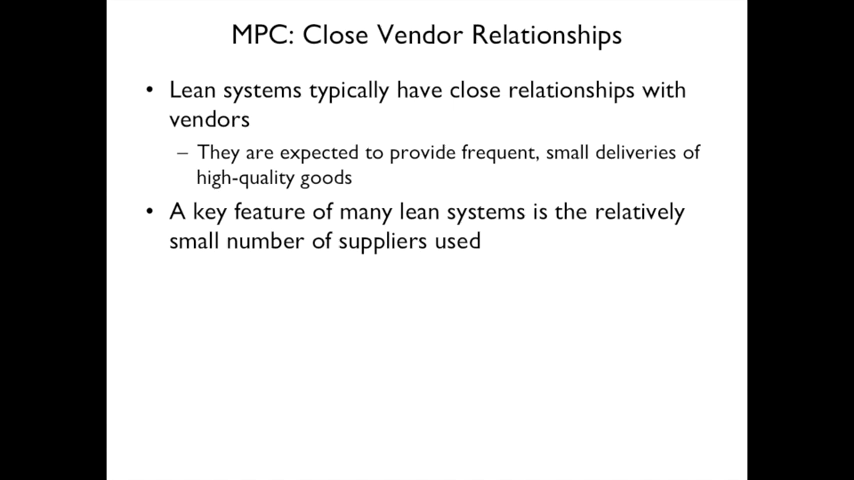 MPC: Close Vendor Relationships
• Lean systems typically have close relationships with
vendors
– They are expected to provide frequent, small deliveries of
high-quality goods
• A key feature of many lean systems is the relatively
small number of suppliers used